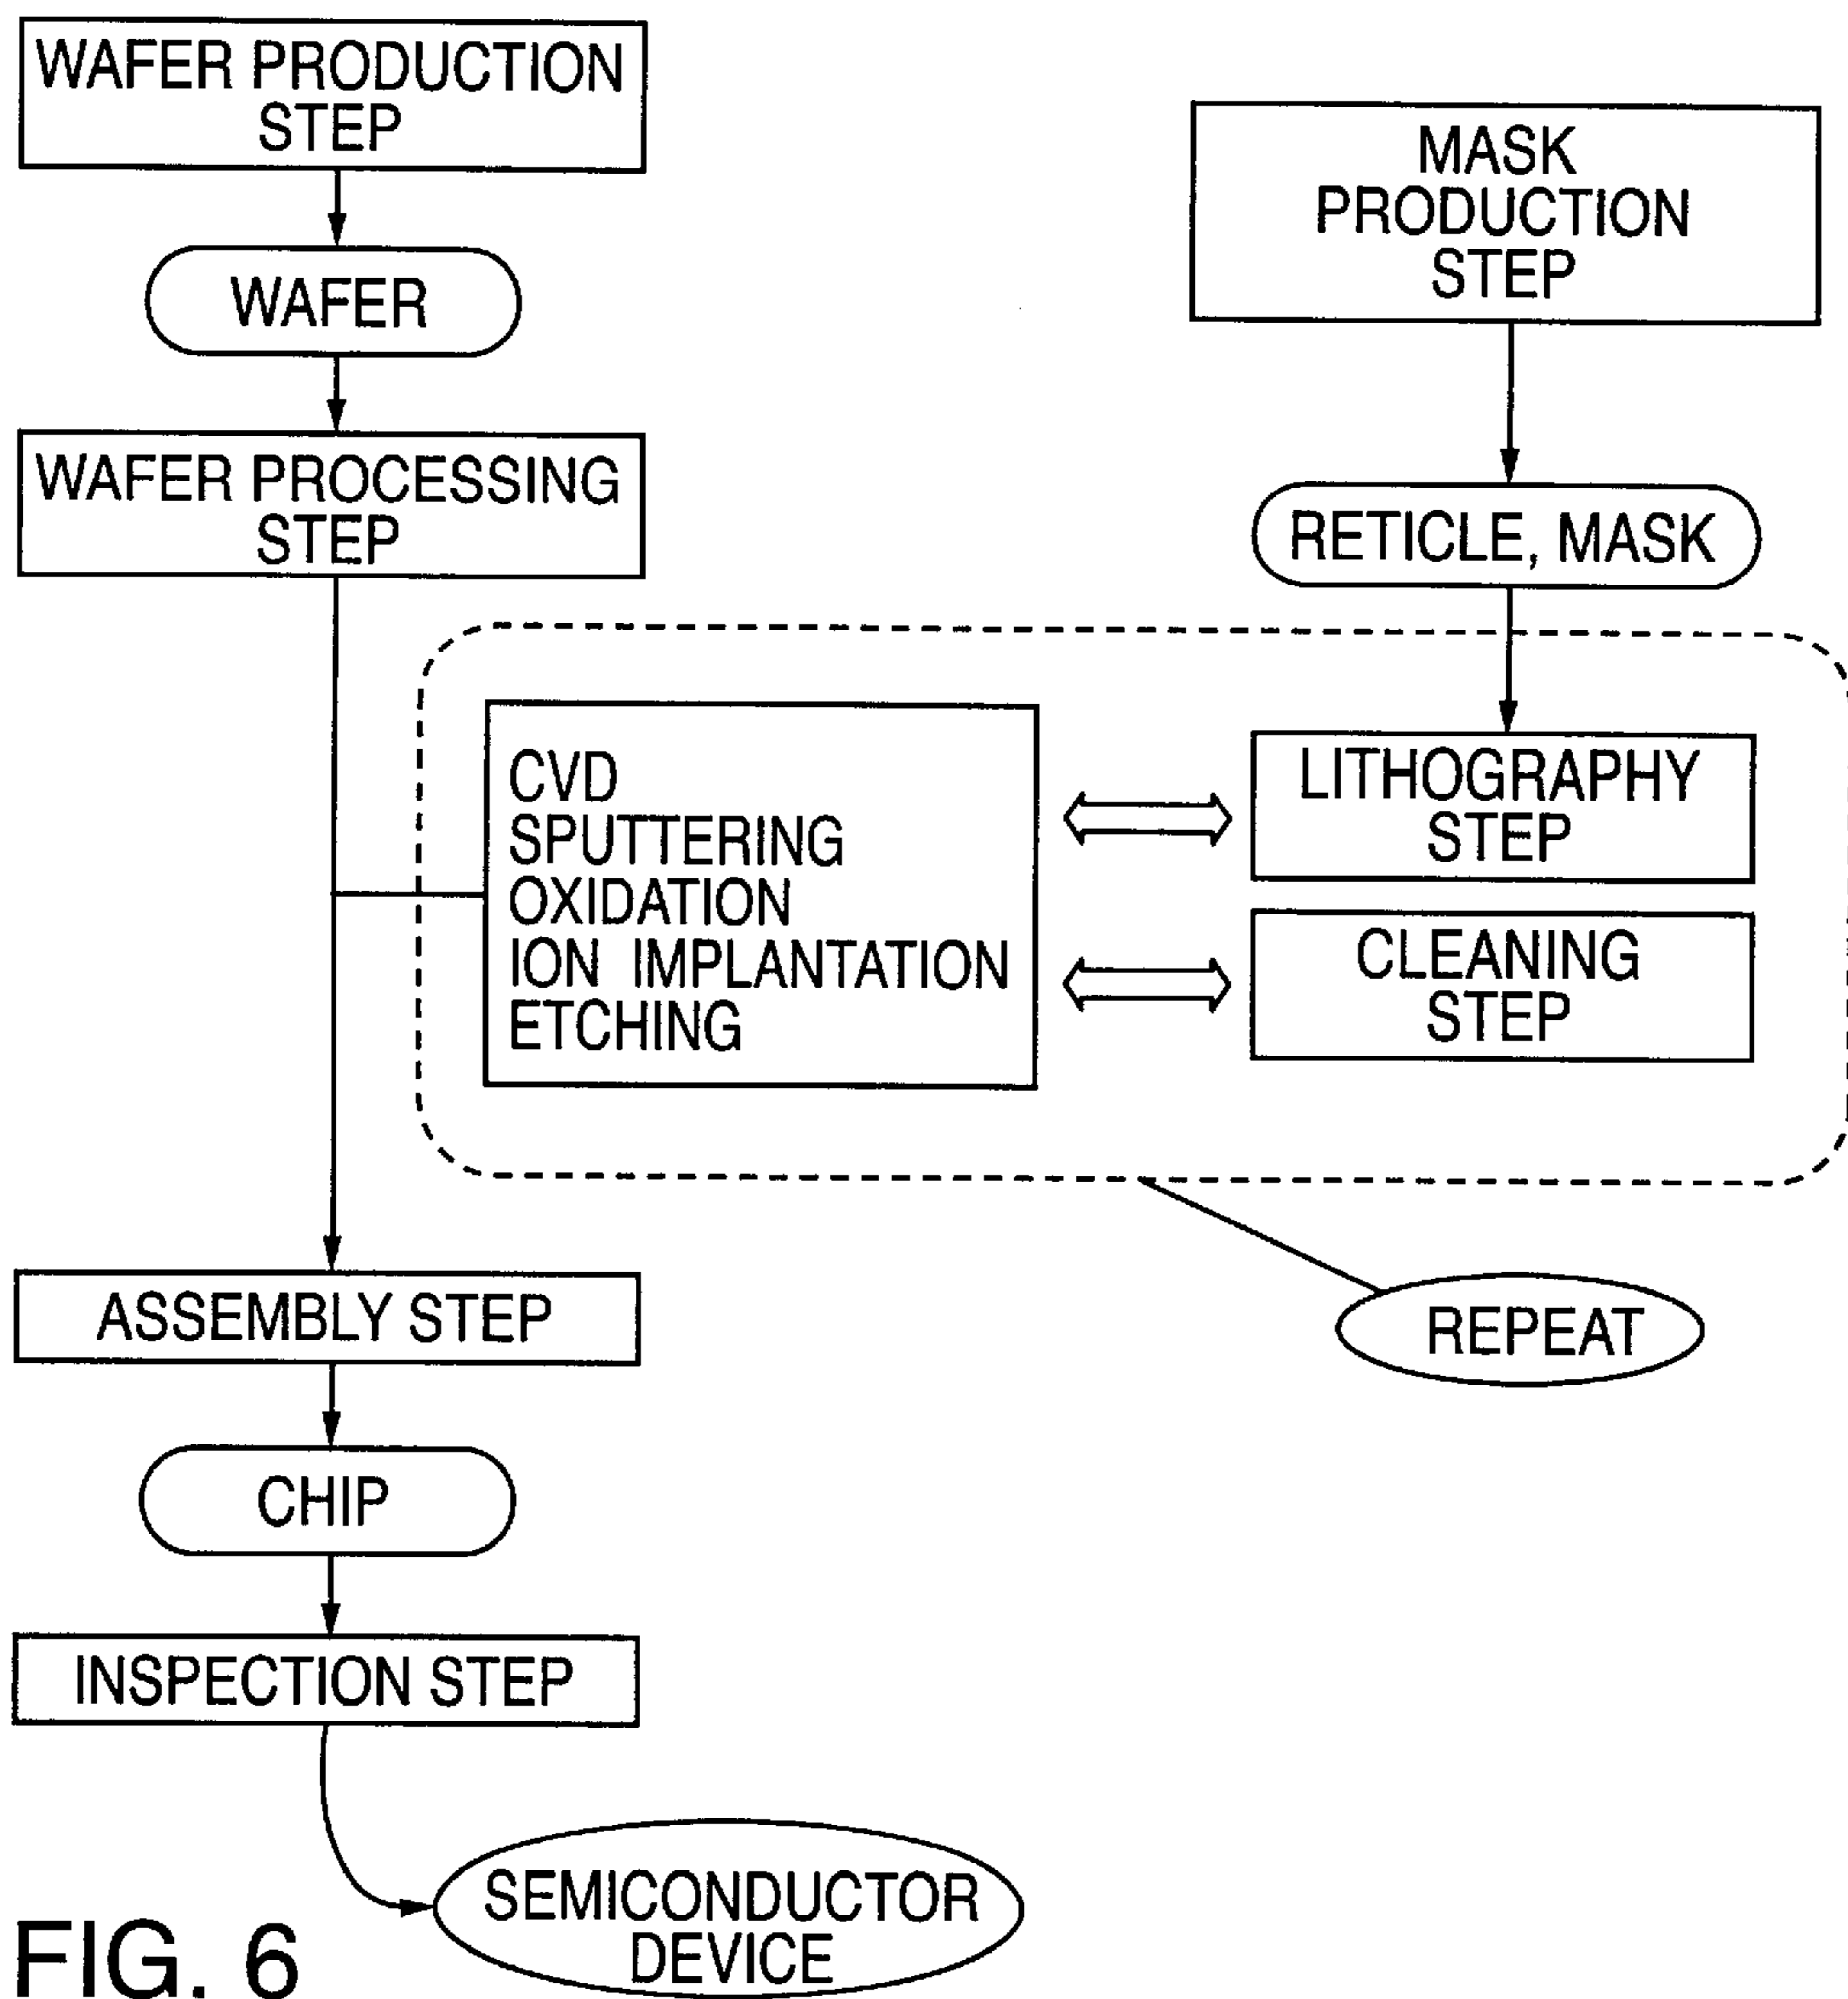 WAFER PRODUCTION
STEP
WAFER
WAFER PROCESSING
STEP
MASK
PRODUCTION
STEP
RETICLE, MASK
CVD
SPUTTERING
OXIDATION
ION IMPLANTATION
ETCHING
LITHOGRAPHY
STEP
CLEANING
STEP
REPEAT
ASSEMBLY STEP
CHIP
INSPECTION STEP
SEMICONDUCTOR
DEVICE
FIG. 6